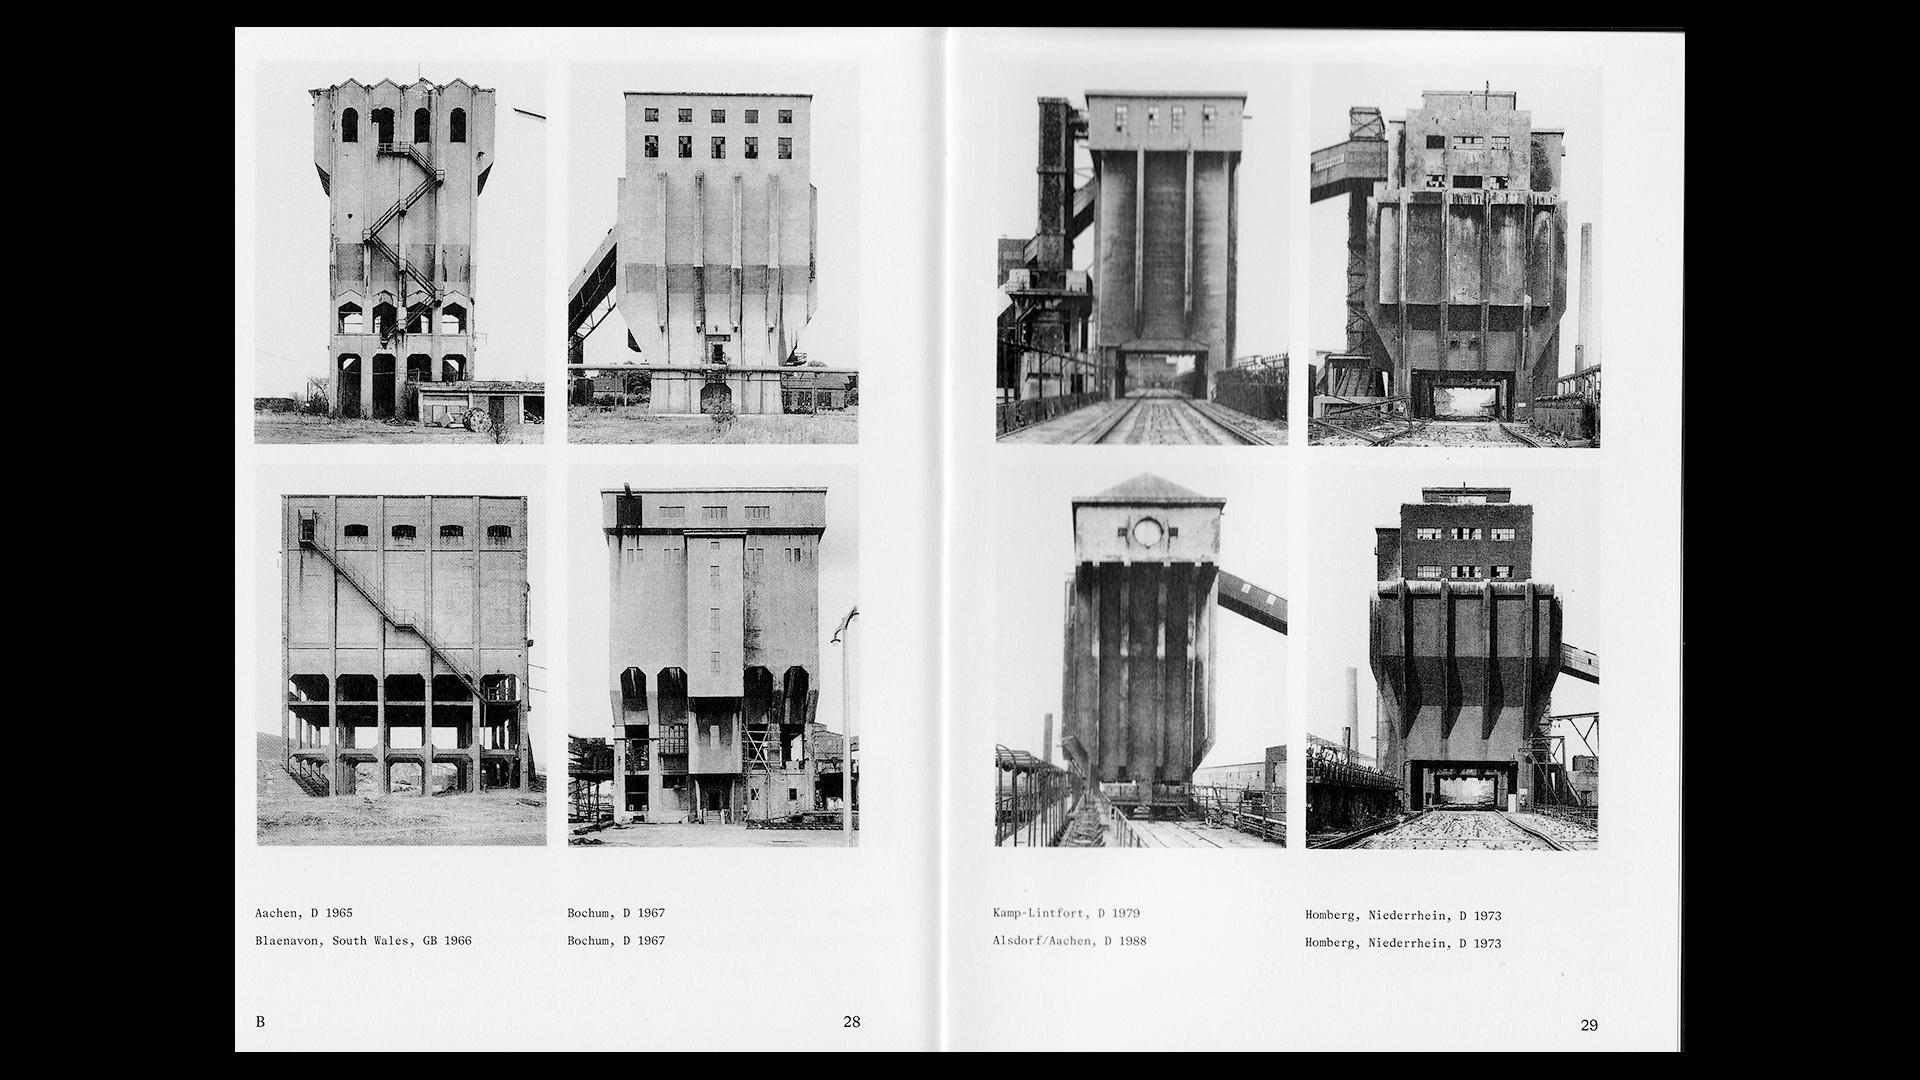 Aachen, D 1965
Blaenavon, South Wales, GB 1966
Bochum, D 1967
Bochum, D 1967
B
28
Kamp-Lintfort, D 1979
Alsdorf/Aachen, D 1988
Homberg, Niederrhein, D 1973
Homberg, Niederrhein, D 1973
29